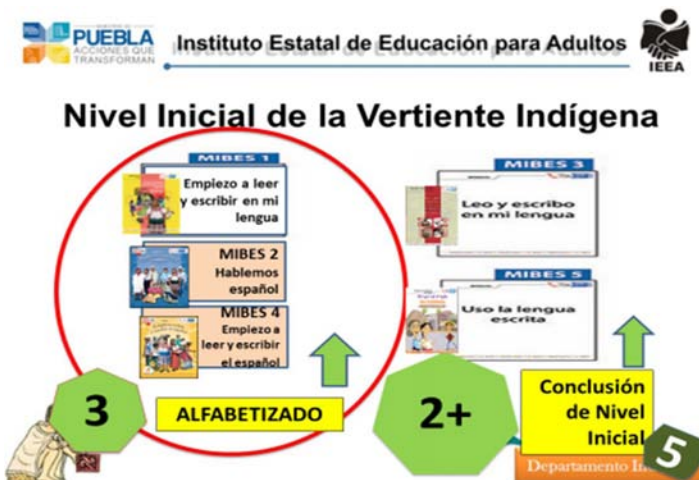 PUEBLA
ACCIONES QUE
TRANSFORMAN
Instituto Estatal de Educación para Adultos
IEEA
Nivel Inicial de la Vertiente Indígena
MIBES 1
Empiezo a leer
y escribir en mi
lengua
MIBES 2
Hablemos
español
MIBES 4
Empiezo a
leer y escribir
el español
3
ALFABETIZADO
MIBES 3
Leo y escribo
en mi lengua
MIBES 5
Uso la lengua
escrita
2+
Conclusión
de Nivel
Inicial
5
Departamento